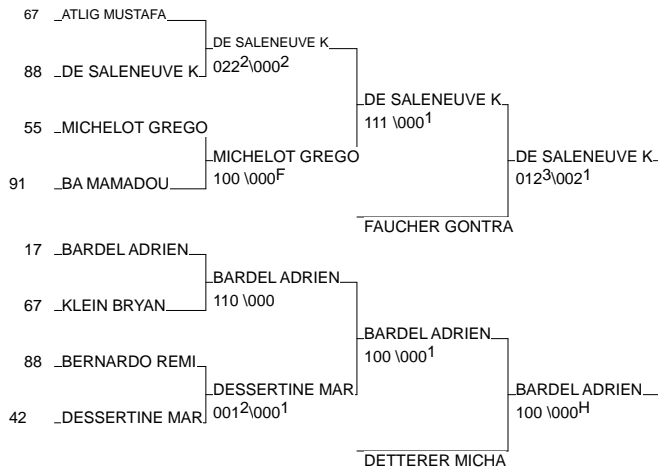 67 ATLIG MUSTAFA
DE SALENEUVE K
022²\000²
88 DE SALENEUVE K
DE SALENEUVE K
111 \000¹
55 MICHELOT GREGO
MICHELOT GREGO
100 \000F
DE SALENEUVE K
012³\002¹
91 BA MAMADOU
FAUCHER GONTRA
17 BARDEL ADRIEN
BARDEL ADRIEN
110 \000
67 KLEIN BRYAN
BARDEL ADRIEN
100 \000¹
88 BERNARDO REMI
DESSERTINE MAR
001²\000¹
BARDEL ADRIEN
100 \000H
42 DESSERTINE MAR
DETTERER MICHA